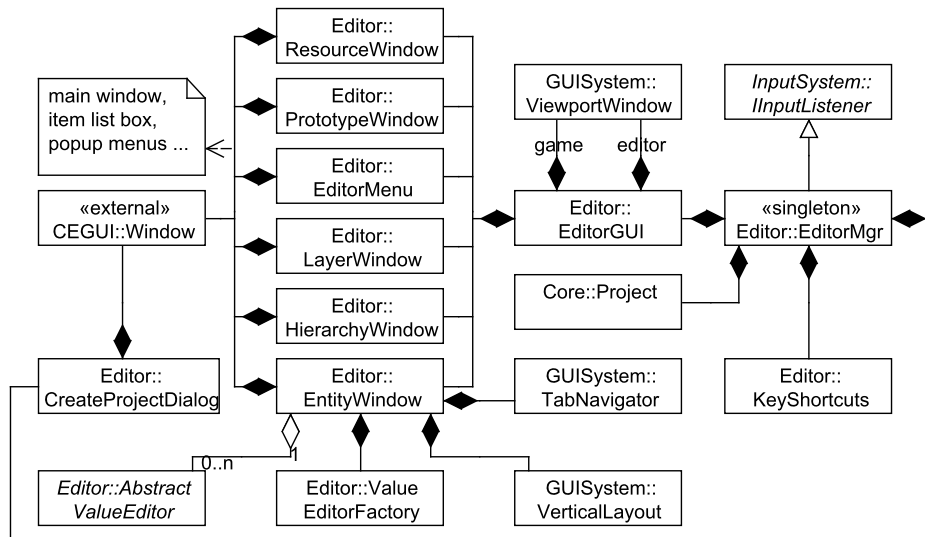 Editor::
ResourceWindow
main window,
item list box,
popup menus ...
Editor::
PrototypeWindow
GUISystem::
ViewportWindow
InputSystem::
IInputListener
game
editor
Editor::
EditorMenu
«external»
CEGUI::Window
Editor::
EditorGUI
«singleton»
Editor::EditorMgr
Editor::
LayerWindow
Core::Project
Editor::
HierarchyWindow
Editor::
CreateProjectDialog
Editor::
EntityWindow
GUISystem::
TabNavigator
Editor::
KeyShortcuts
0..n
1
Editor::Abstract
ValueEditor
Editor::Value
EditorFactory
GUISystem::
VerticalLayout